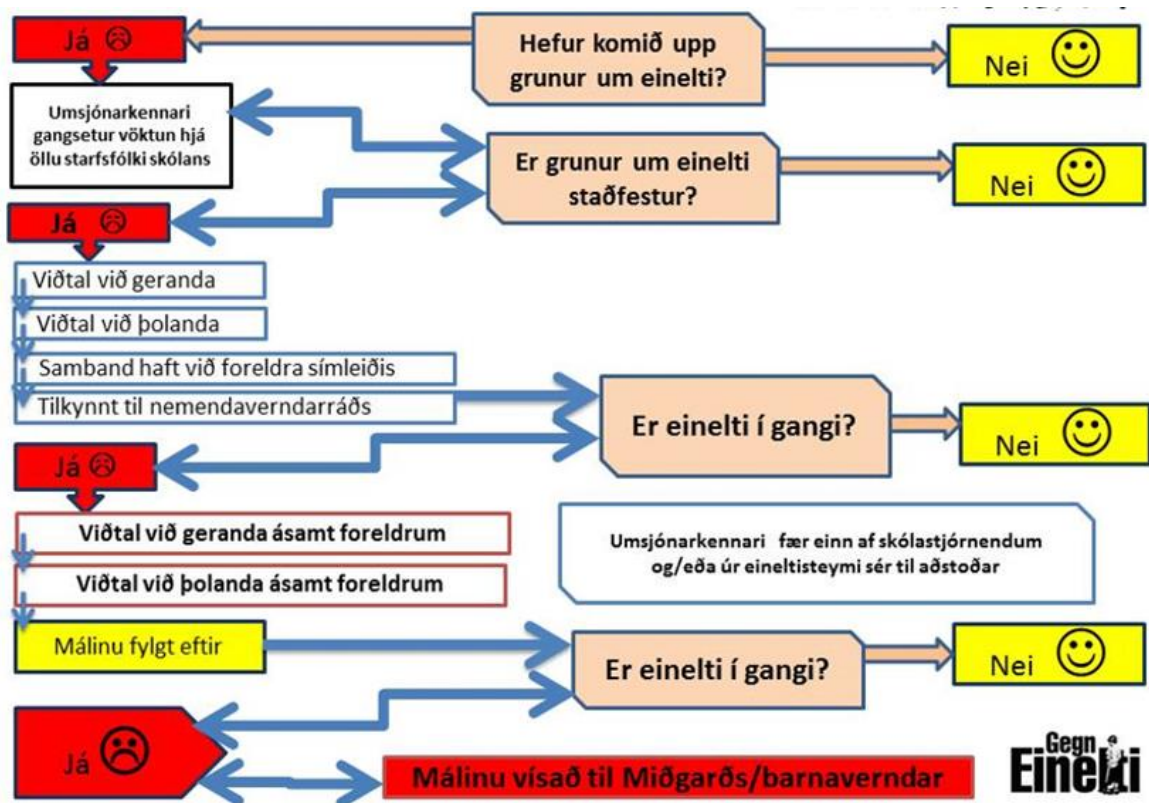 Já
Hefur komið upp
grunur um einelti?
Nei
Umsjónarkennari
gangsetur vöktun hjá
öllu starfsfólki skólans
Er grunur um einelti
staðfestur?
Nei
Já
Viðtal við geranda
Viðtal við þolanda
Samband haft við foreldra símleiðis
Tilkynnt til nemendaverndarráðs
Er einelti í gangi?
Nei
Já
Viðtal við geranda ásamt foreldrum
Viðtal við þolanda ásamt foreldrum
Umsjónarkennari fær einn af skólastjórnendum
og/eða úr eineltisteymi sér til aðstoðar
Málinu fylgt eftir
Er einelti í gangi?
Nei
Já
Málinu vísað til Miðgarðs/barnaverndar
Gegn
Einelti